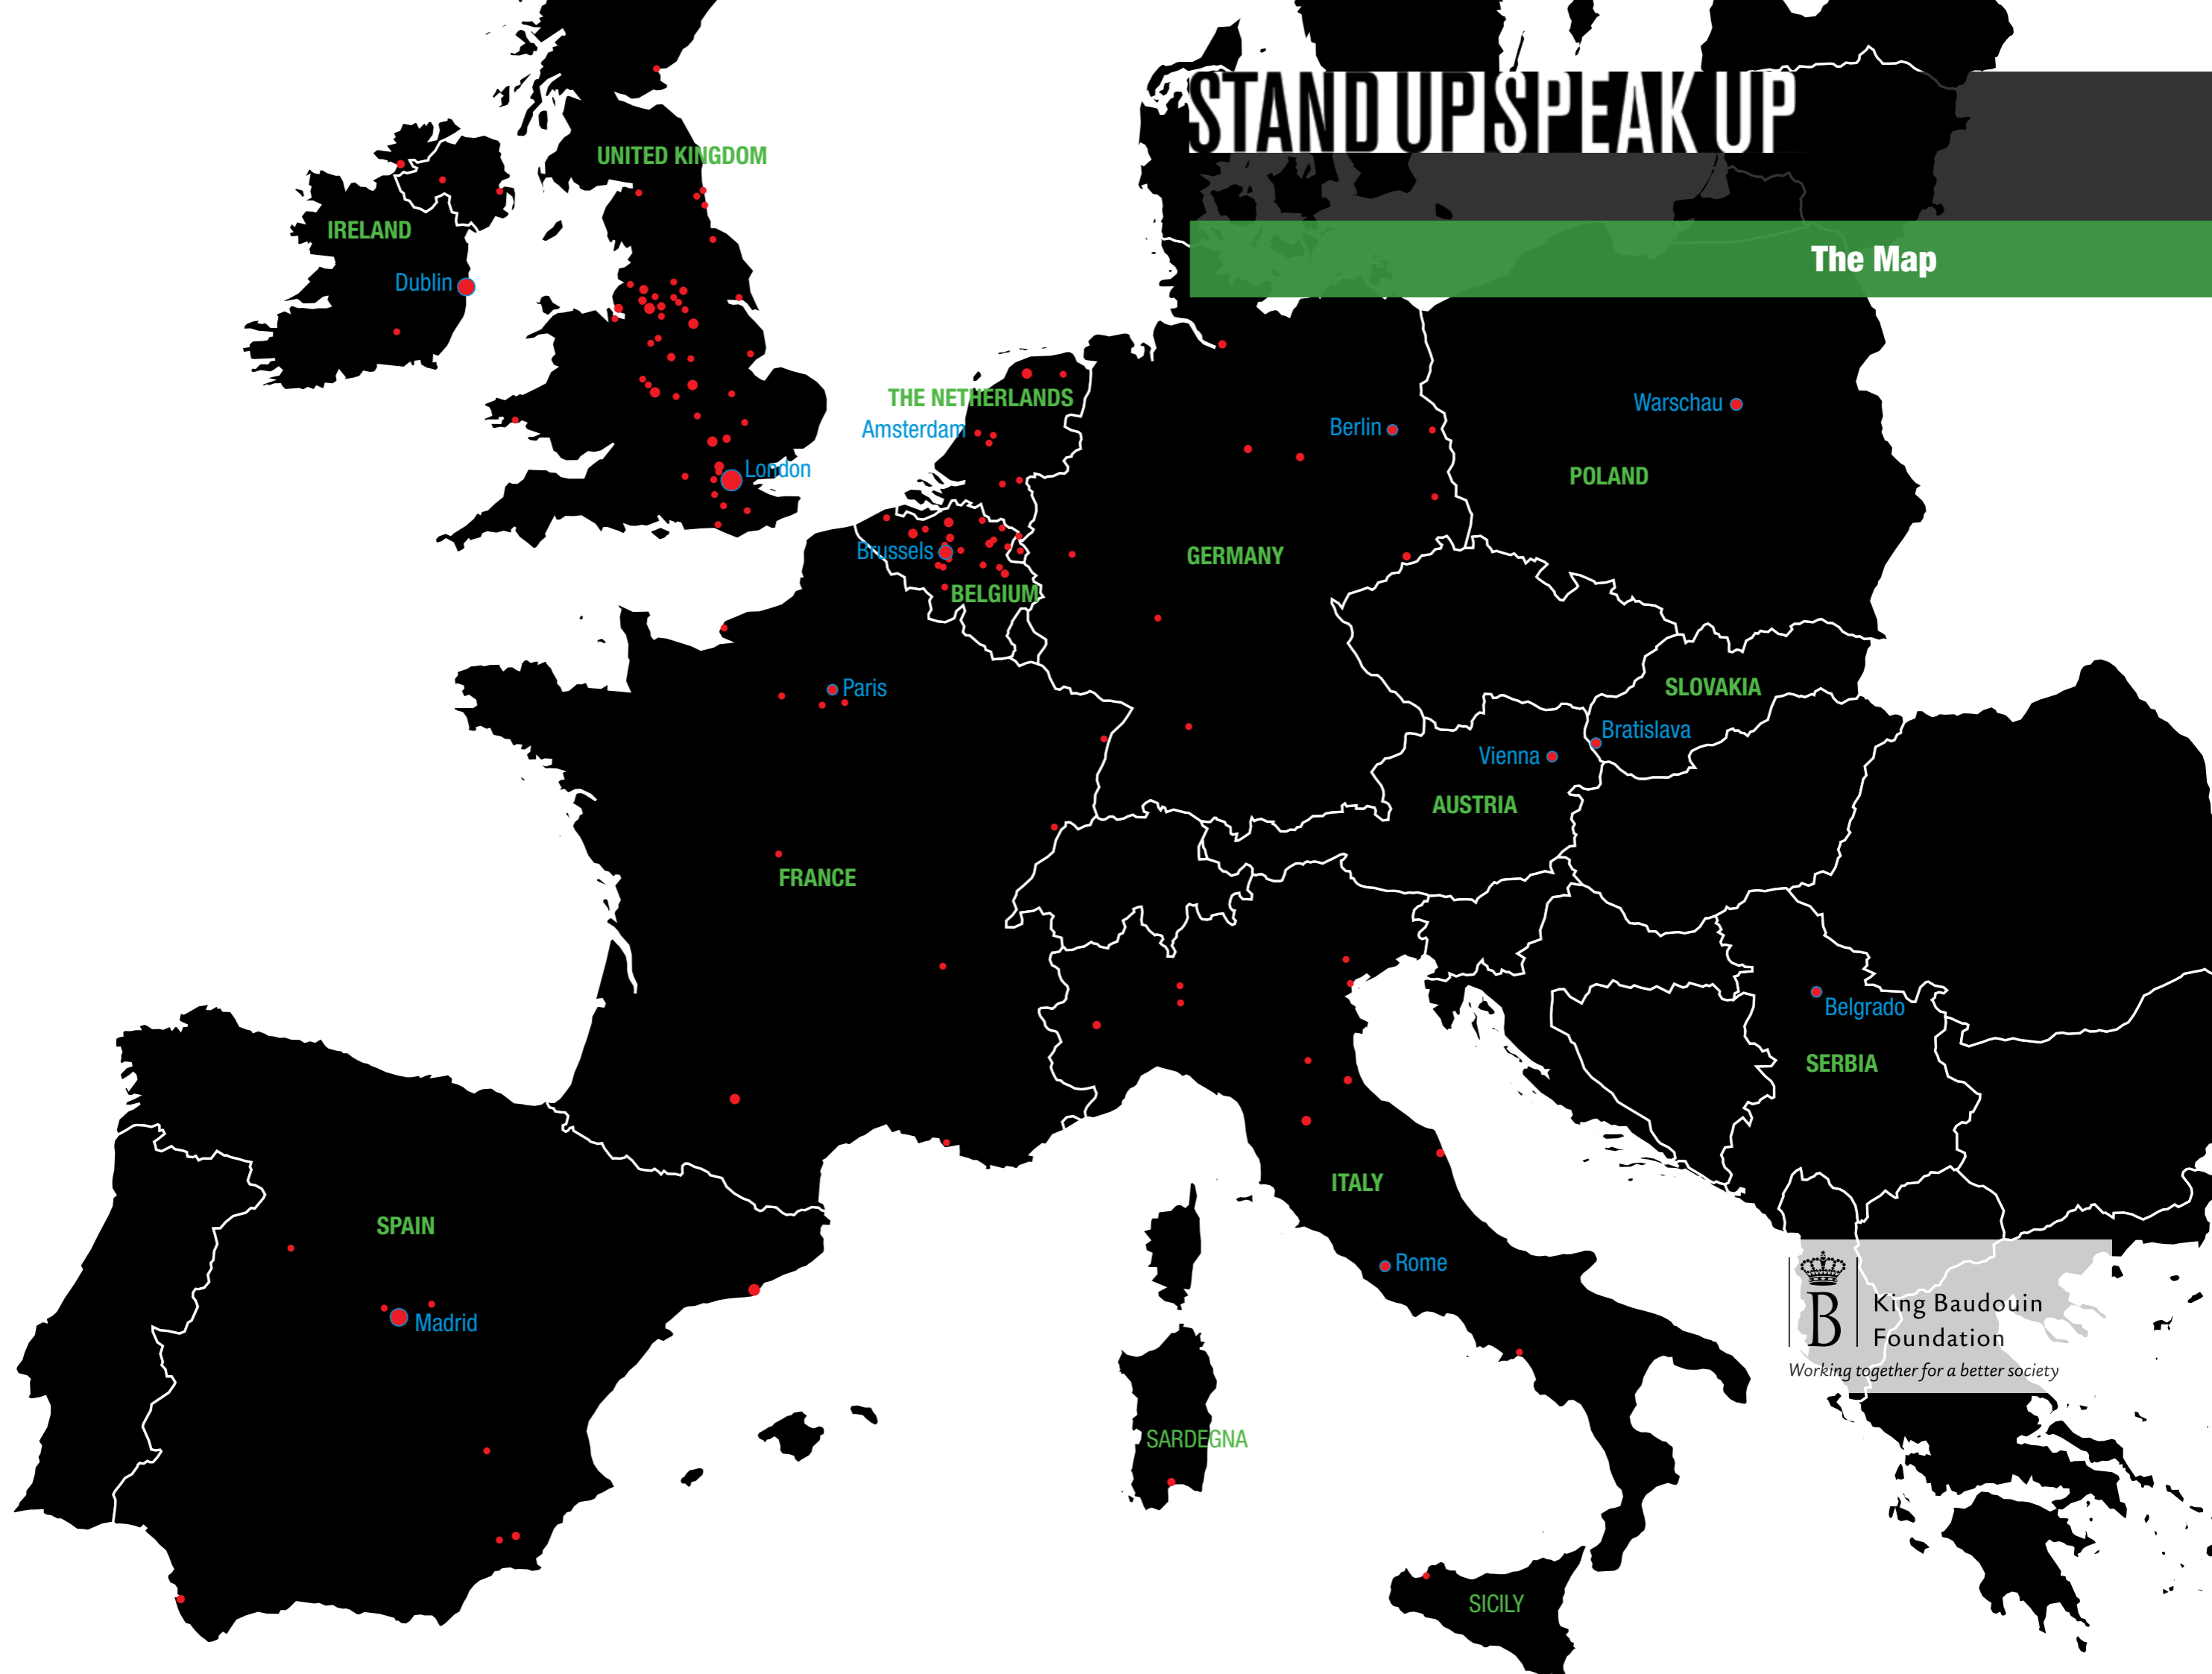 STAND UP SPEAK UP
The Map
UNITED KINGDOM
IRELAND
Dublin
THE NETHERLANDS
Amsterdam
London
Berlin
Warschau
POLAND
GERMANY
Brussels
BELGIUM
Paris
SLOVAKIA
Bratislava
Vienna
AUSTRIA
FRANCE
Belgrado
SERBIA
ITALY
SPAIN
Rome
Madrid
King Baudouin
Foundation
B
Working together for a better society
SARDEGNA
SICILY